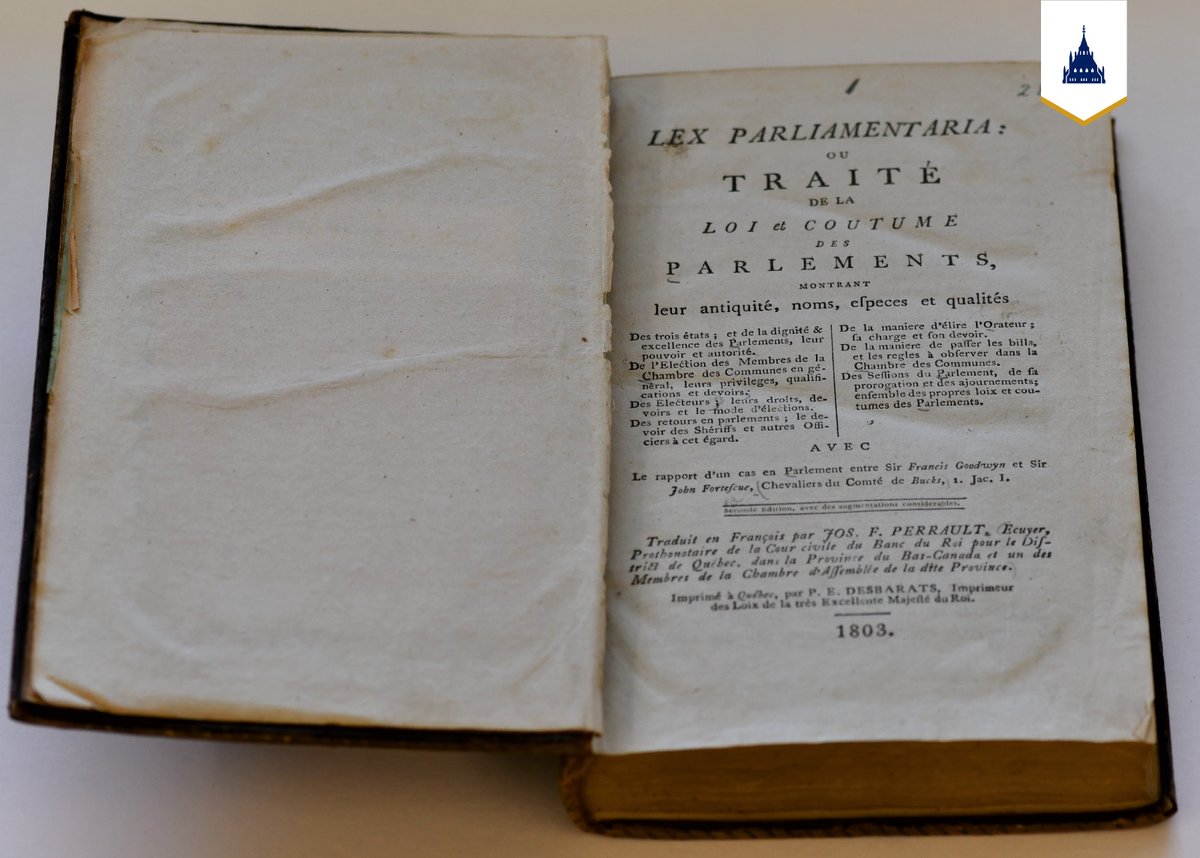 1
2
LEX PARLIAMENTARIA:
OU
TRAITÉ
DE LA
LOI et COUTUME
DES
PARLEMENTS,
MONTRANT
leur antiquité, noms, eſpeces et qualités
Des trois états ; et de la dignité &
excellence des Parlements, leur
pouvoir et autorité.
De l'Election des Membres de la
Chambre des Communes en gé-
néral, leurs privileges, qualifi-
cations et devoirs.
Des Electeurs ; leurs droits, de-
voirs et le mode d'élections.
Des retours en parlements ; le de-
voir des Shériffs et autres Offi-
ciers à cet égard.
De la maniere d'élire l'Orateur ;
ſa charge et ſon devoir.
De la maniere de paſſer les bills,
et les regles à obſerver dans la
Chambre des Communes.
Des Seſſions du Parlement, de ſa
prorogation et des ajournements;
enſemble des propres loix et cou-
tumes des Parlements.
AVEC
Le rapport d'un cas en Parlement entre Sir Francis Goodwyn et Sir
John Forteſcue, Chevaliers du Comté de Bucks, 1. Jac. I.
Seconde Edition, avec des augmentations conſiderables,
Traduit en François par JOS. F. PERRAULT, Ecuyer,
Prothonotaire de la Cour civile du Banc du Roi pour le Diſ-
trict de Québec, dans la Province du Bas-Canada et un des
Membres de la Chambre d'Aſſemblée de la dite Province.
Imprimé à Québec, par P. E. DESBARATS, Imprimeur
des Loix de la très Excellente Majeſté du Roi.
1803.